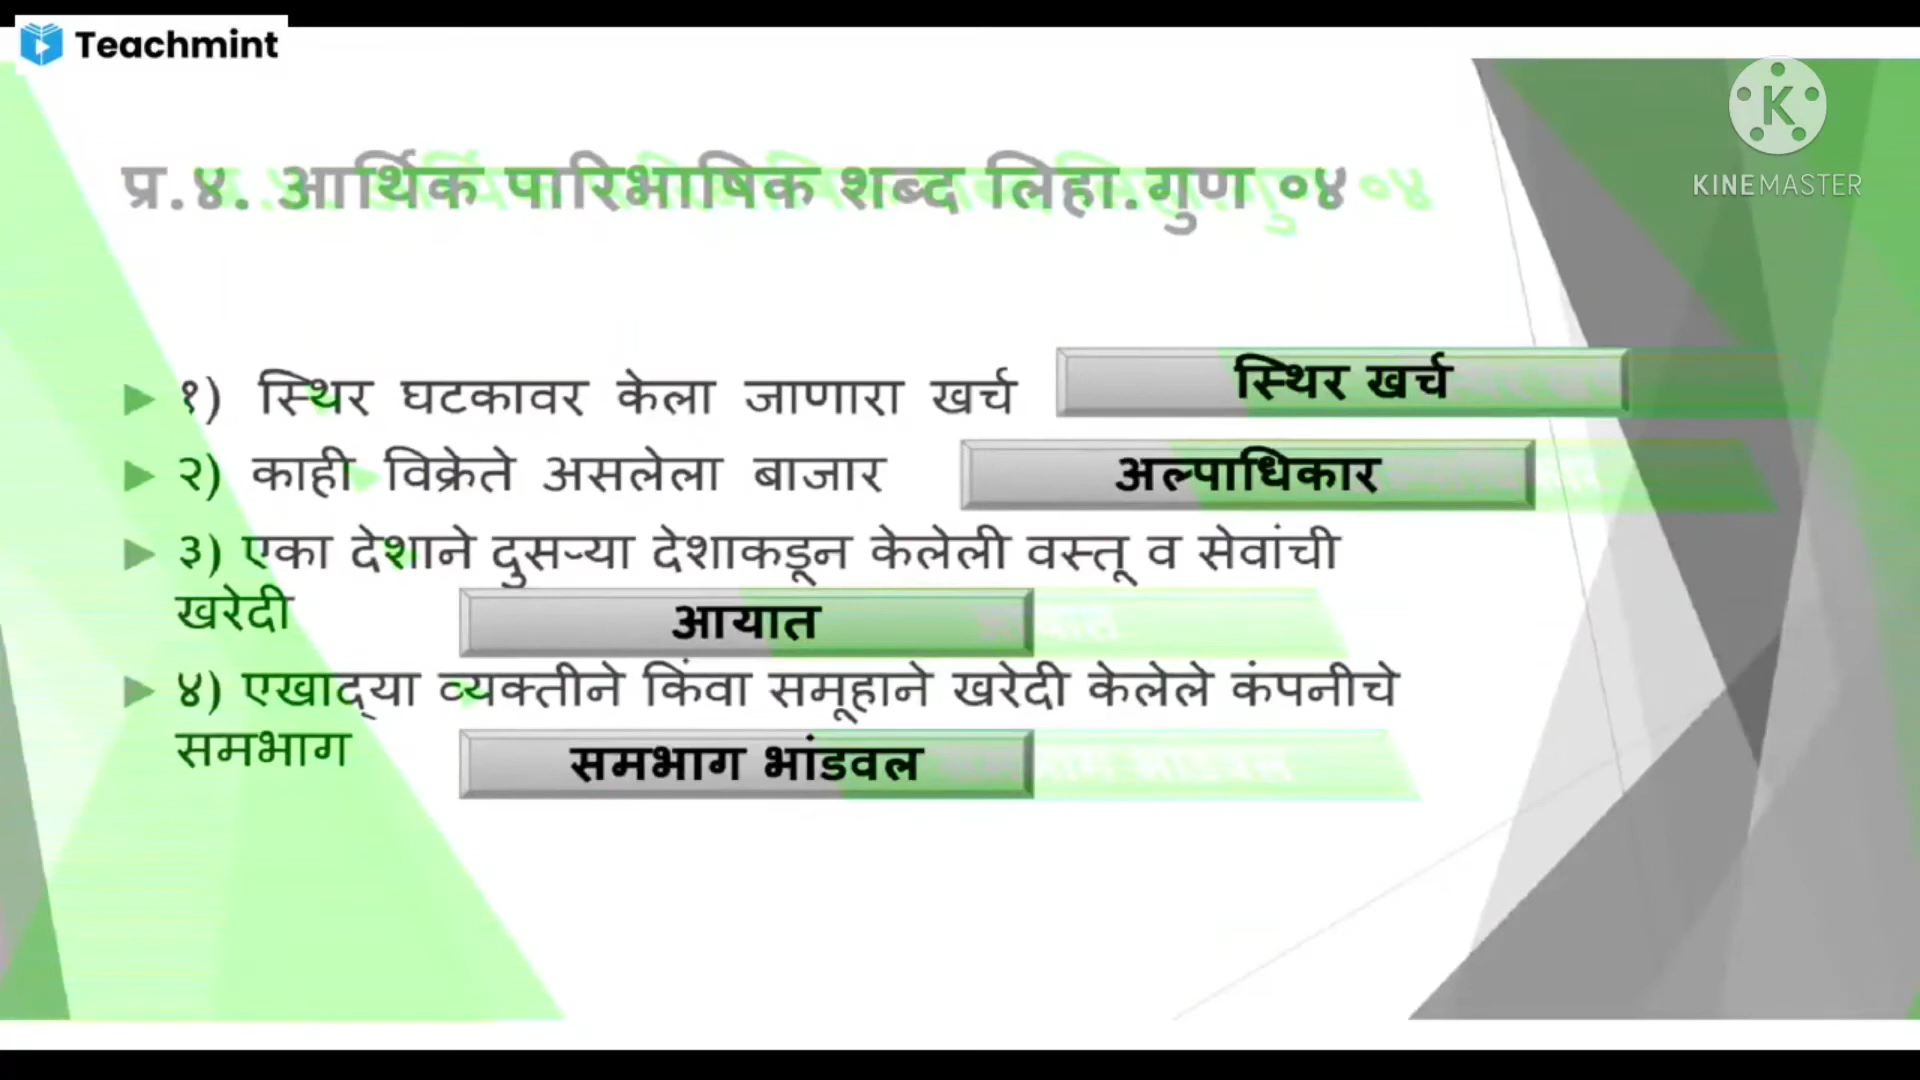 Teachmint
KINEMASTER
प्र.४. आर्थिक पारिभाषिक शब्द लिहा.गुण ०४
१) स्थिर घटकावर केला जाणारा खर्च स्थिर खर्च
२) काही विक्रेते असलेला बाजार अल्पाधिकार
३) एका देशाने दुसऱ्या देशाकडून केलेली वस्तू व सेवांची
खरेदी आयात
४) एखाद्या व्यक्तीने किंवा समूहाने खरेदी केलेले कंपनीचे
समभाग समभाग भांडवल